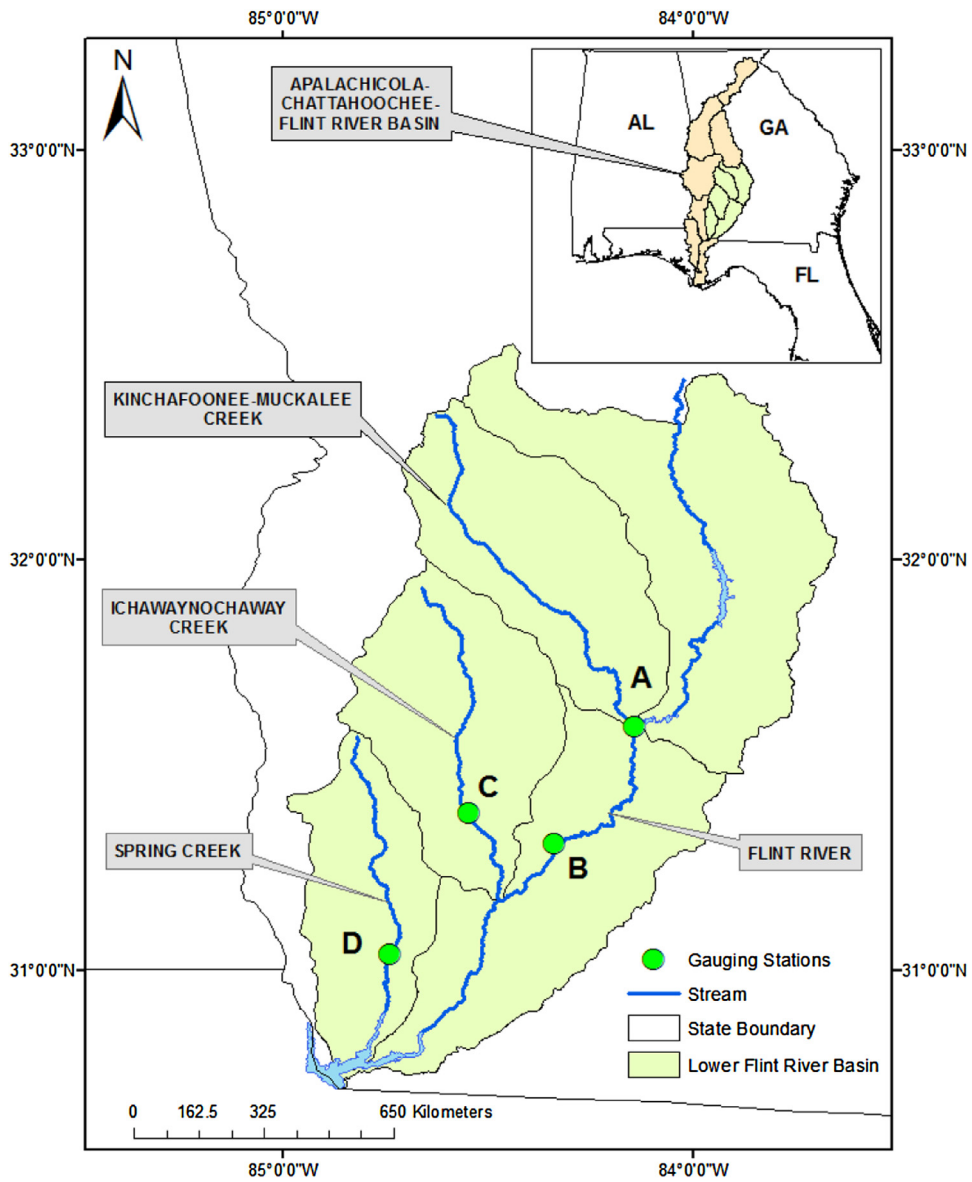 85°0'0"W
84°0'0"W
N
APALACHICOLA-
CHATTAHOOCHEE-
FLINT RIVER BASIN
AL
GA
FL
33°0'0"N
33°0'0"N
KINCHAFOONEE-MUCKALEE
CREEK
32°0'0"N
32°0'0"N
ICHAWAYNOCHAWAY
CREEK
A
C
B
SPRING CREEK
FLINT RIVER
D
31°0'0"N
31°0'0"N
Gauging Stations
Stream
State Boundary
Lower Flint River Basin
0 162.5 325 650 Kilometers
85°0'0"W
84°0'0"W